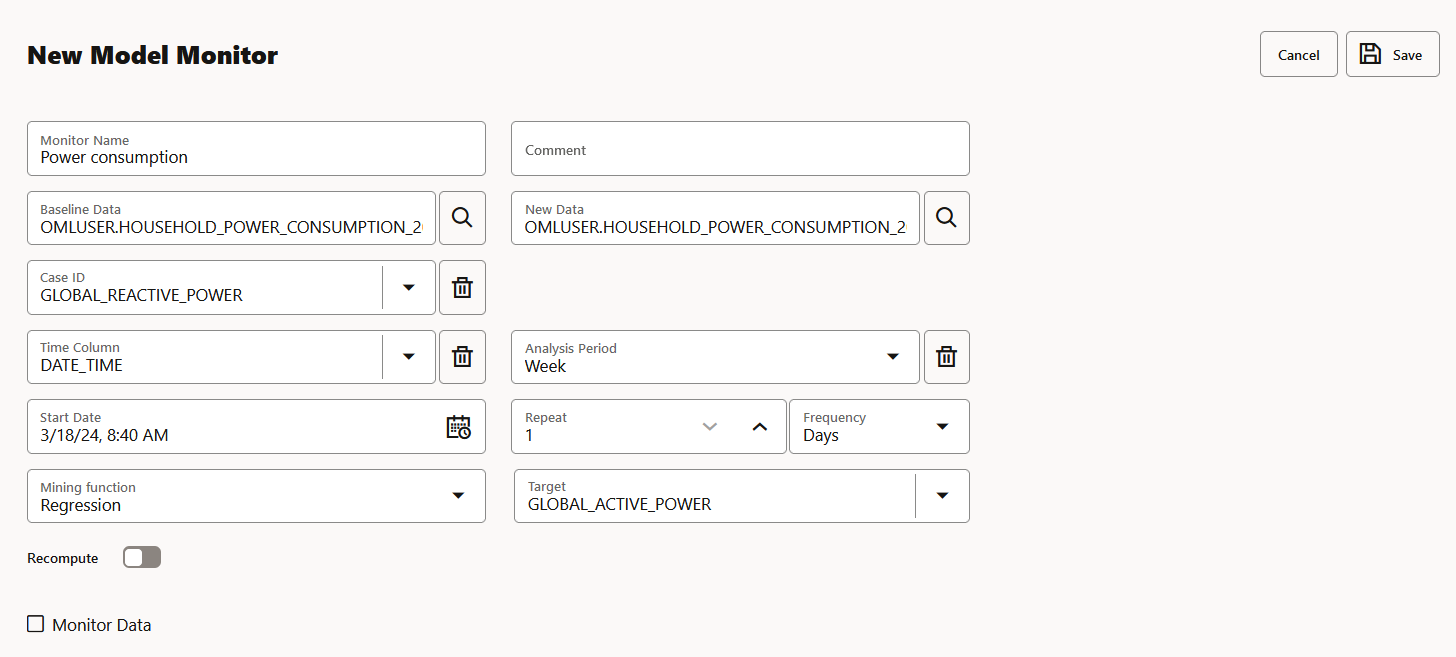 New Model Monitor
Cancel
Save
Monitor Name
Power consumption
Comment
Baseline Data
OMLUSER.HOUSEHOLD_POWER_CONSUMPTION_2
New Data
OMLUSER.HOUSEHOLD_POWER_CONSUMPTION_2
Case ID
GLOBAL_REACTIVE_POWER
Time Column
DATE_TIME
Analysis Period
Week
Start Date
3/18/24, 8:40 AM
Repeat
1
Frequency
Days
Mining function
Regression
Target
GLOBAL_ACTIVE_POWER
Recompute
Monitor Data